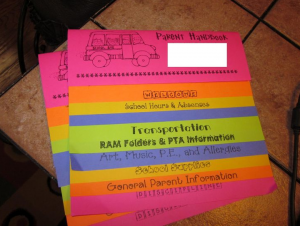 Parent Handbook
Welcome
School Hours & Absences
Transportation
RAM Folders & PTA Information
Art, Music, P.E., and Allergies
School Supplies
General Parent Information